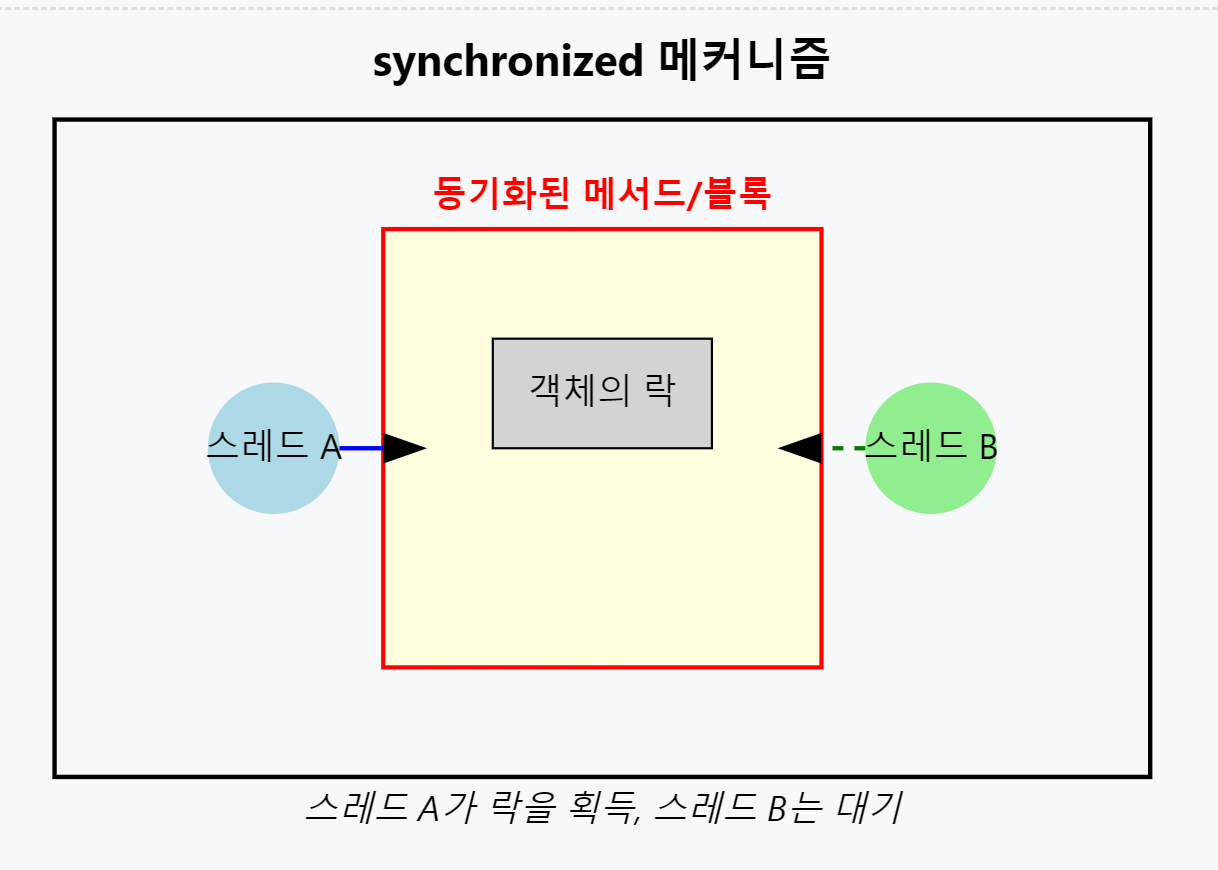 synchronized 메커니즘
동기화된 메서드/블록
객체의 락
스레드 A
스레드 B
스레드 A가 락을 획득, 스레드 B는 대기